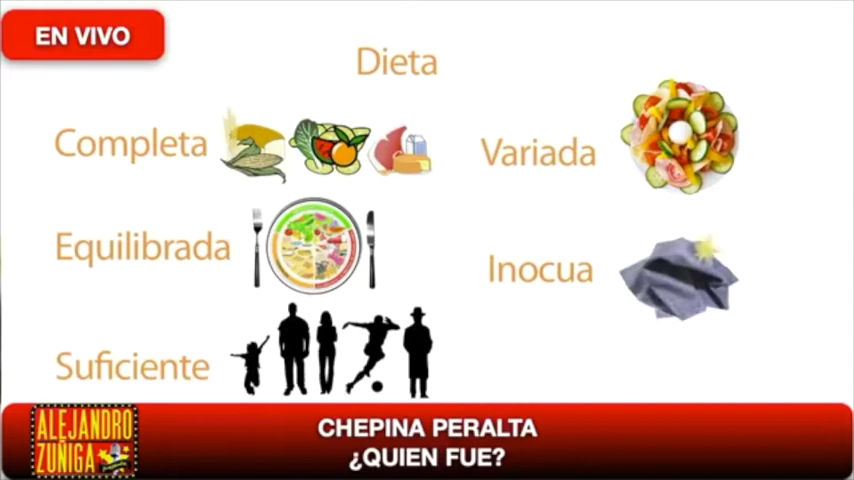 EN VIVO
Dieta
Completa
Variada
Equilibrada
Inocua
Suficiente
ALEJANDRO
ZUÑIGA
CHEPINA PERALTA
¿QUIEN FUE?